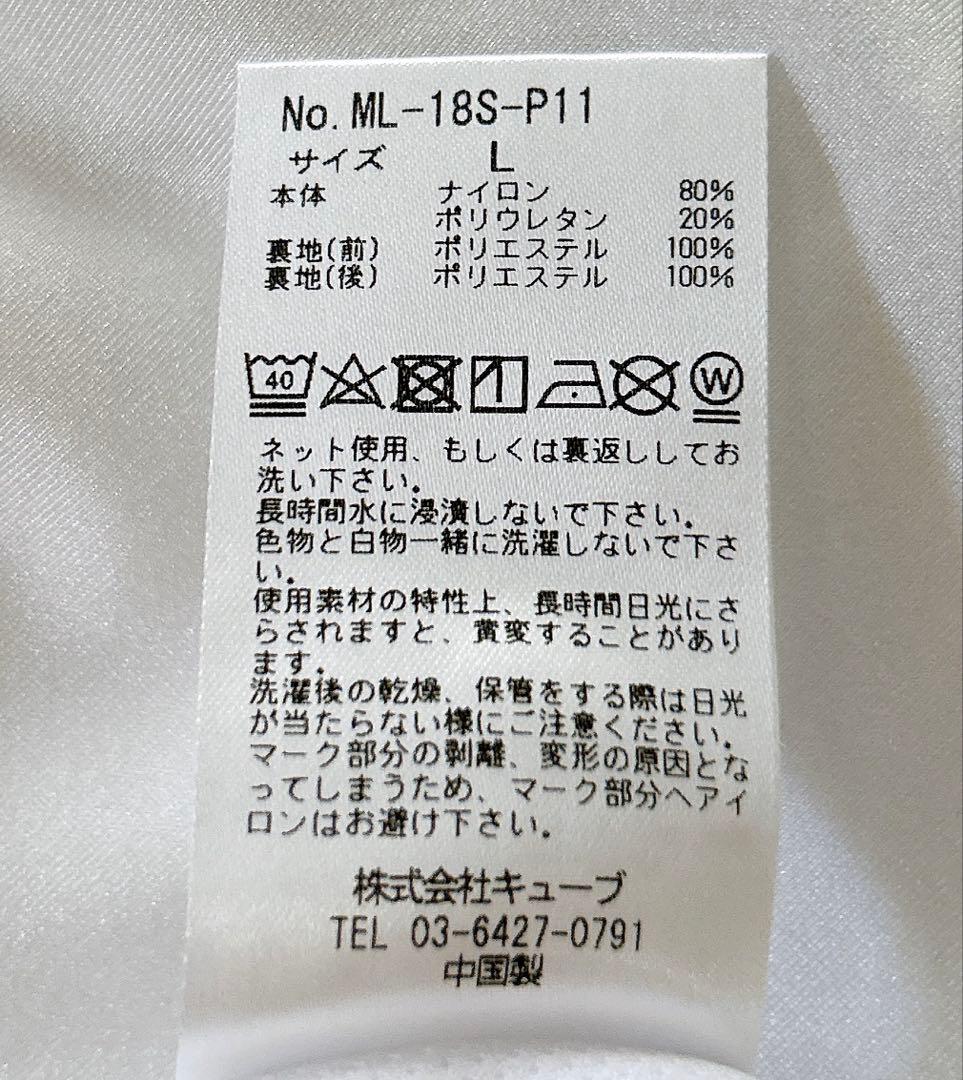 No. ML-18S-P11
サイズ L
本体 ナイロン 80%
ポリウレタン 20%
裏地(前) ポリエステル 100%
裏地(後) ポリエステル 100%
40 W
ネット使用、もしくは裏返ししてお
洗い下さい。
長時間水に浸漬しないで下さい。
色物と白物一緒に洗濯しないで下さ
い。
使用素材の特性上、長時間日光にさ
らされますと、黄変することがあり
ます。
洗濯後の乾燥、保管をする際は日光
が当たらない様にご注意ください。
マーク部分の剥離、変形の原因とな
ってしまうため、マーク部分へアイ
ロンはお避け下さい。
株式会社キューブ
TEL 03-6427-0791
中国製